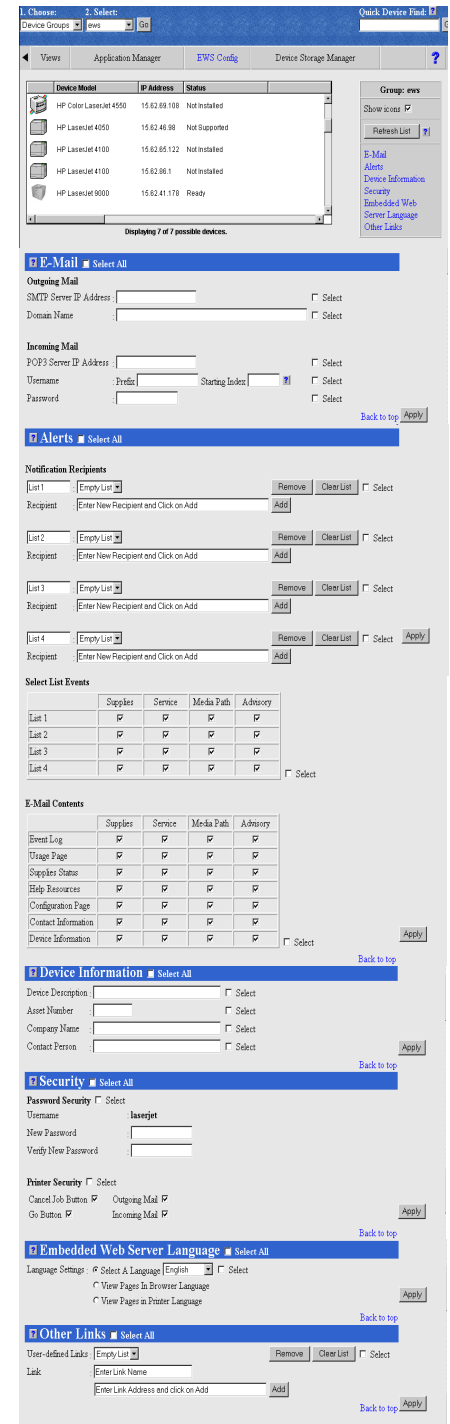 1. Choose: 2. Select: Quick Device Find: ?
Device Groups ews Go
Views Application Manager EWS Config Device Storage Manager ?
Device Model IP Address Status
HP Color LaserJet 4550 15.62.69.108 Not Installed
HP LaserJet 4050 15.62.46.98 Not Supported
HP LaserJet 4100 15.62.65.122 Not Installed
HP LaserJet 4100 15.62.86.1 Not Installed
HP LaserJet 9000 15.62.41.178 Ready
Displaying 7 of 7 possible devices.
Group: ews
Show icons
Refresh List ?
E-Mail
Alerts
Device Information
Security
Embedded Web
Server Language
Other Links
? E-Mail Select All
Outgoing Mail
SMTP Server IP Address : Select
Domain Name : Select
Incoming Mail
POP3 Server IP Address : Select
Username : Prefix Starting Index ? Select
Password : Select
Back to top Apply
? Alerts Select All
Notification Recipients
List 1 : Empty List Remove Clear List Select
Recipient : Enter New Recipient and Click on Add Add
List 2 : Empty List Remove Clear List Select
Recipient : Enter New Recipient and Click on Add Add
List 3 : Empty List Remove Clear List Select
Recipient : Enter New Recipient and Click on Add Add
List 4 : Empty List Remove Clear List Select Apply
Recipient : Enter New Recipient and Click on Add Add
Select List Events
Supplies Service Media Path Advisory
List 1
List 2
List 3
List 4
Select
E-Mail Contents
Supplies Service Media Path Advisory
Event Log
Usage Page
Supplies Status
Help Resources
Configuration Page
Contact Information
Device Information
Select Apply
Back to top
? Device Information Select All
Device Description : Select
Asset Number : Select
Company Name : Select
Contact Person : Select Apply
Back to top
? Security Select All
Password Security Select
Username : laserjet
New Password :
Verify New Password :
Printer Security Select
Cancel Job Button Outgoing Mail
Go Button Incoming Mail Apply
Back to top
? Embedded Web Server Language Select All
Language Settings : Select A Language English Select
View Pages In Browser Language
View Pages in Printer Language Apply
Back to top
? Other Links Select All
User-defined Links : Empty List Remove Clear List Select
Link : Enter Link Name
Enter Link Address and click on Add Add
Back to top Apply